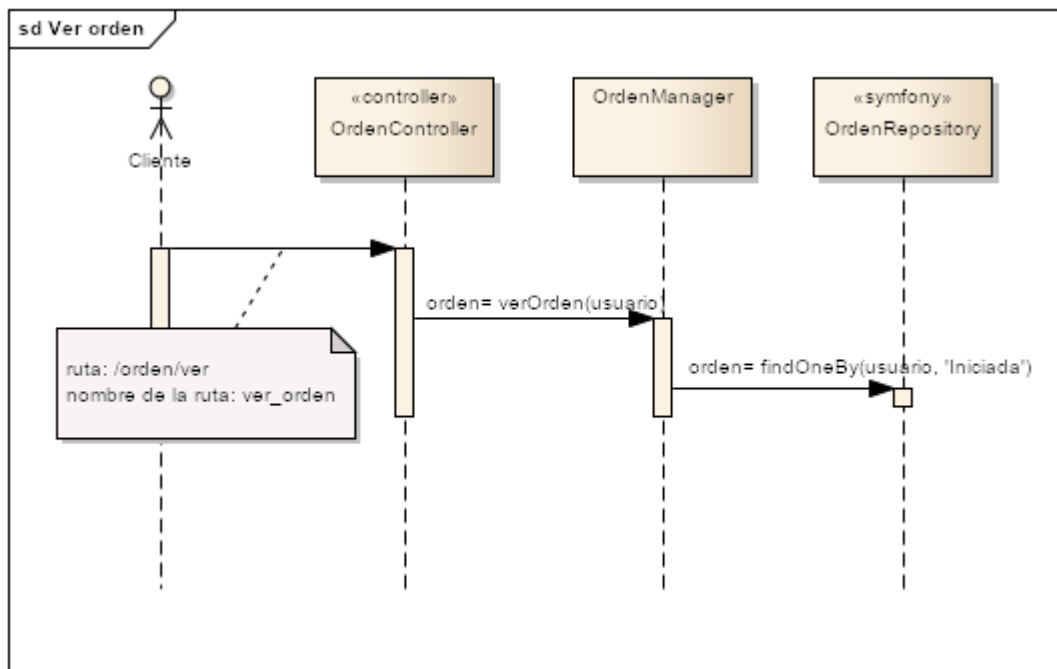 sd Ver orden
«controller»
OrdenController
OrdenManager
«symfony»
OrdenRepository
Cliente
orden= verOrden(usuario)
ruta: /orden/ver
nombre de la ruta: ver_orden
orden= findOneBy(usuario, 'Iniciada')